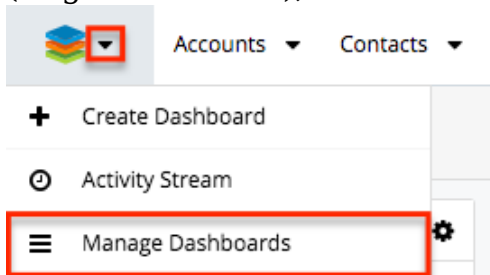 Accounts Contacts
Create Dashboard
Activity Stream
Manage Dashboards